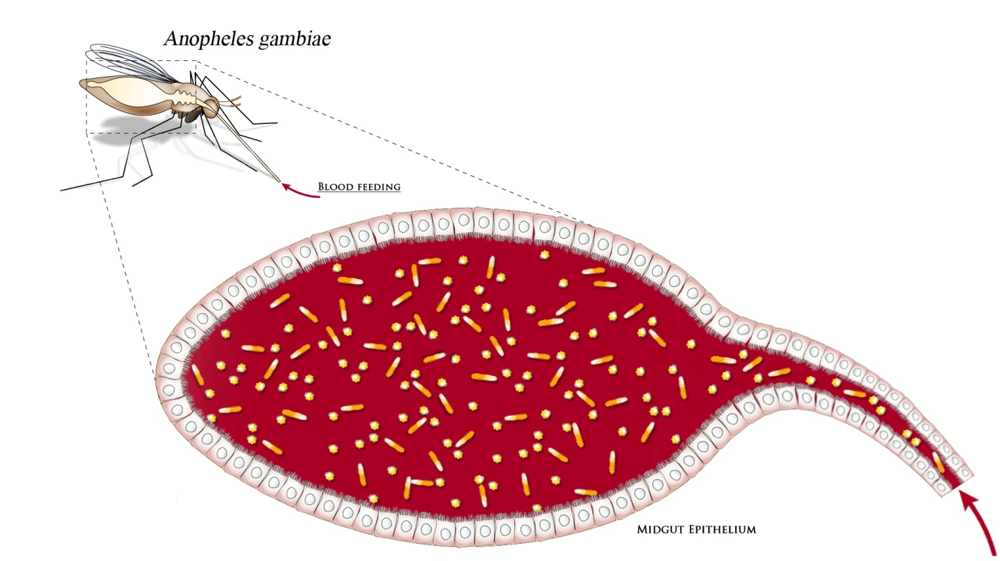 Anopheles gambiae
Blood feeding
Midgut Epithelium